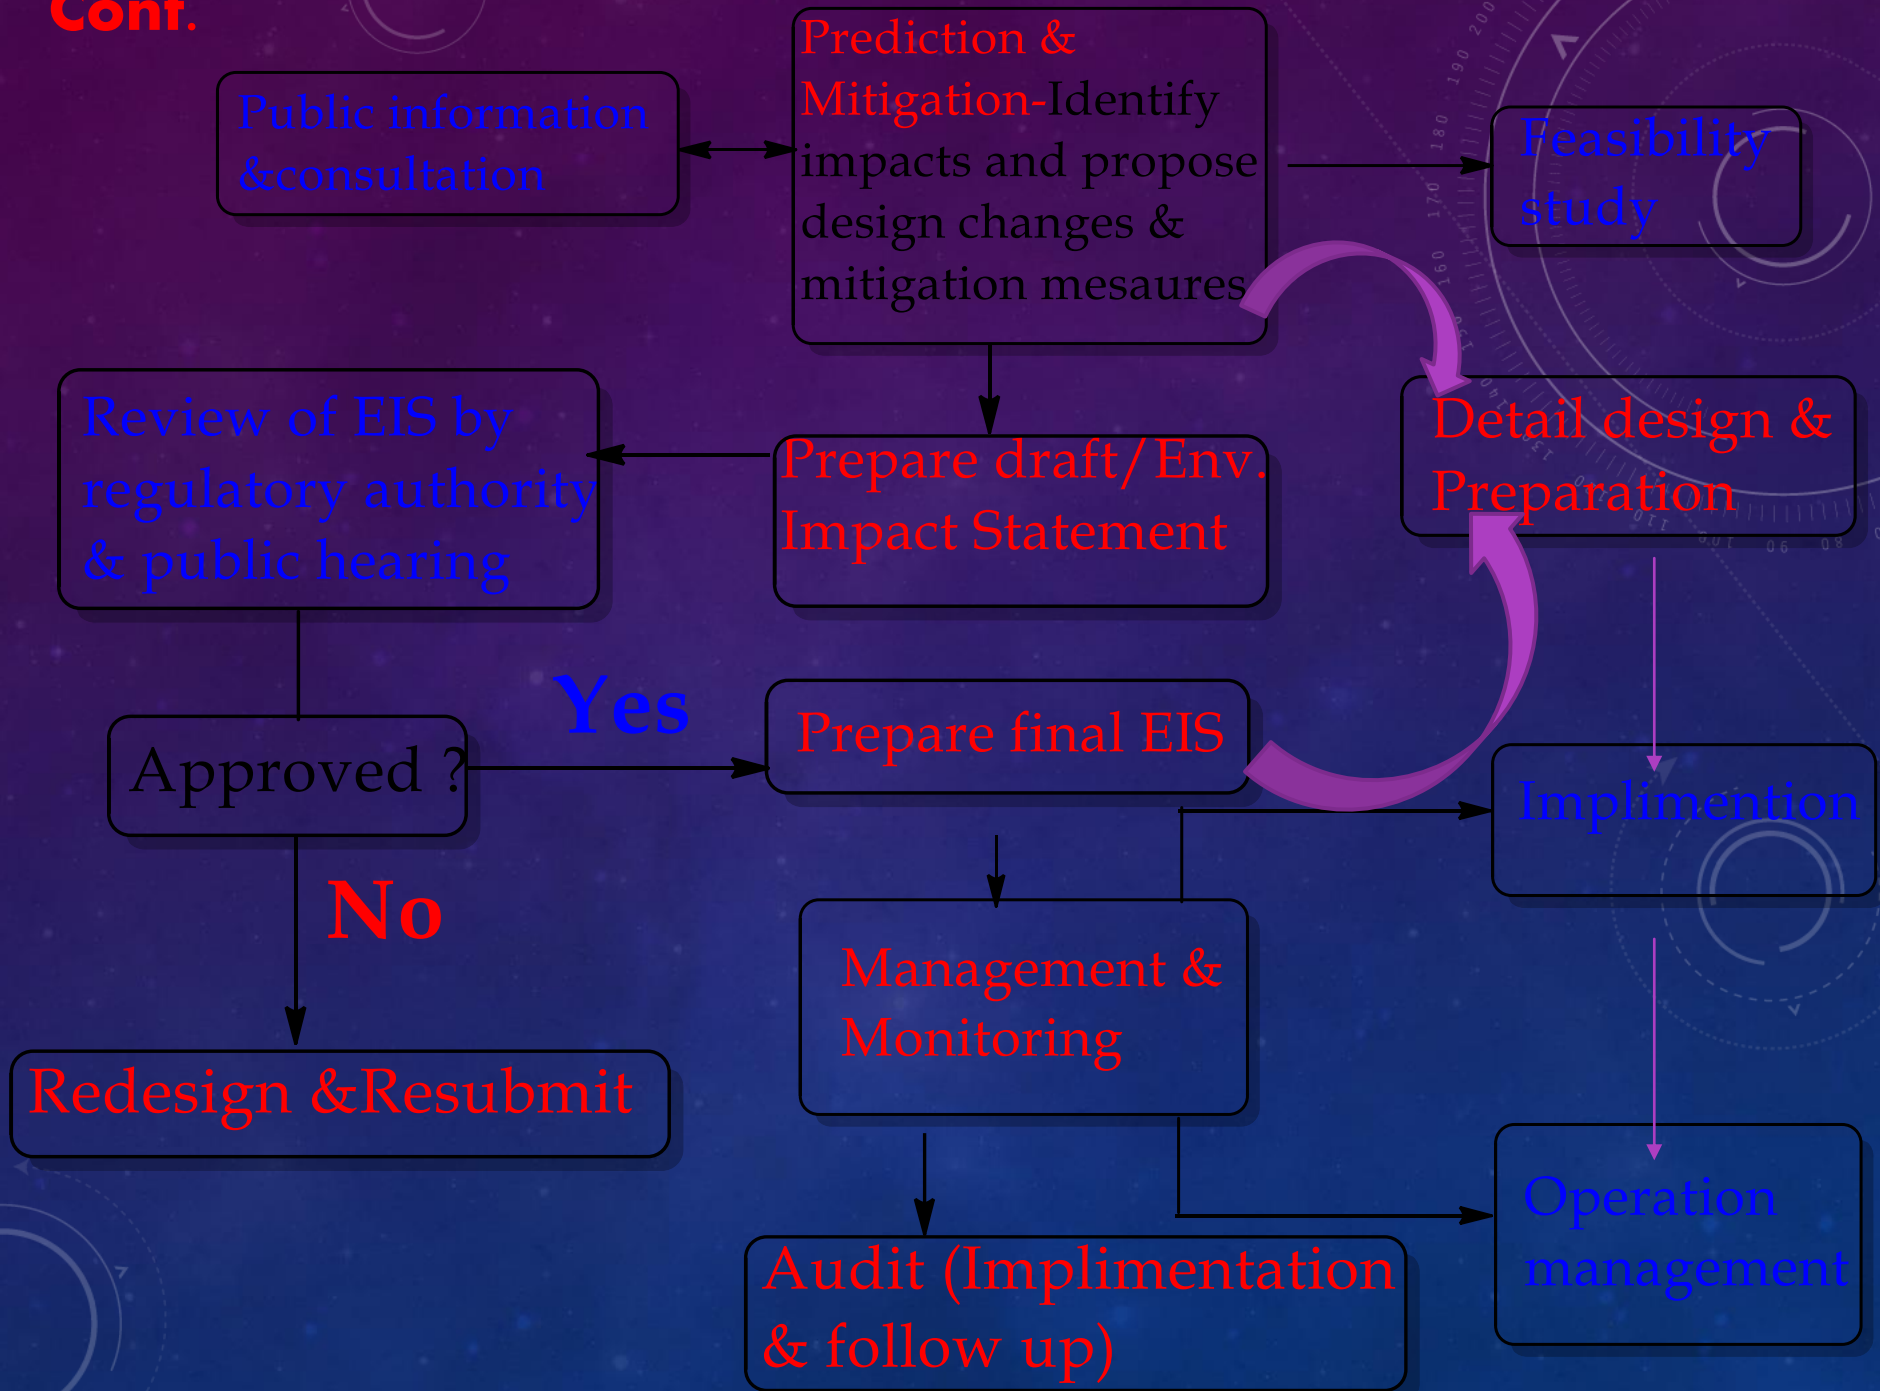 Cont.
Prediction &
Mitigation-Identify
impacts and propose
design changes &
mitigation mesaures
Public information
&consultation
Feasibility
study
Review of EIS by
regulatory authority
& public hearing
Prepare draft/Env.
Impact Statement
Detail design &
Preparation
Yes
Approved ?
Prepare final EIS
Implimention
No
Management &
Monitoring
Redesign &Resubmit
Operation
management
Audit (Implimentation
& follow up)